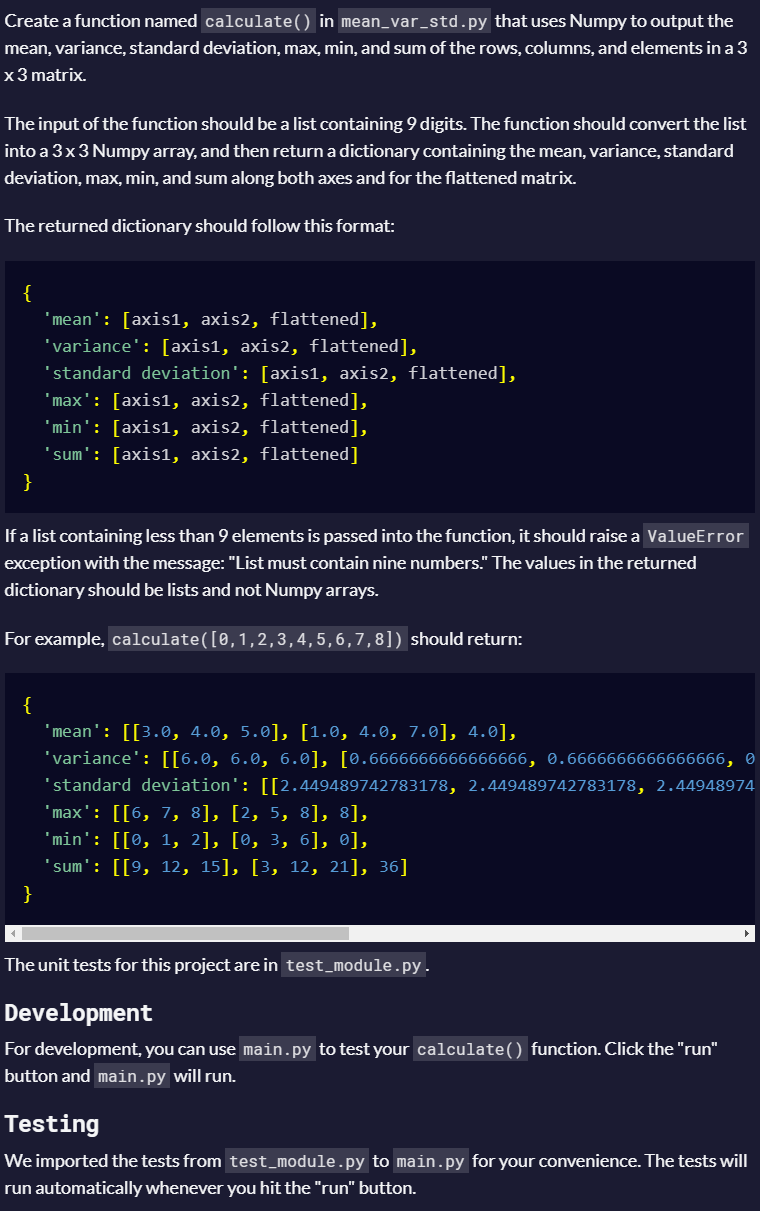 Create a function named calculate() in mean_var_std.py that uses Numpy to output the
mean, variance, standard deviation, max, min, and sum of the rows, columns, and elements in a 3
x 3 matrix.
The input of the function should be a list containing 9 digits. The function should convert the list
into a 3 x 3 Numpy array, and then return a dictionary containing the mean, variance, standard
deviation, max, min, and sum along both axes and for the flattened matrix.
The returned dictionary should follow this format:
{
  'mean': [axis1, axis2, flattened],
  'variance': [axis1, axis2, flattened],
  'standard deviation': [axis1, axis2, flattened],
  'max': [axis1, axis2, flattened],
  'min': [axis1, axis2, flattened],
  'sum': [axis1, axis2, flattened]
}
If a list containing less than 9 elements is passed into the function, it should raise a ValueError
exception with the message: "List must contain nine numbers." The values in the returned
dictionary should be lists and not Numpy arrays.
For example, calculate([0,1,2,3,4,5,6,7,8]) should return:
{
  'mean': [[3.0, 4.0, 5.0], [1.0, 4.0, 7.0], 4.0],
  'variance': [[6.0, 6.0, 6.0], [0.6666666666666666, 0.6666666666666666, 0
  'standard deviation': [[2.449489742783178, 2.449489742783178, 2.44948974
  'max': [[6, 7, 8], [2, 5, 8], 8],
  'min': [[0, 1, 2], [0, 3, 6], 0],
  'sum': [[9, 12, 15], [3, 12, 21], 36]
}
The unit tests for this project are in test_module.py.
Development
For development, you can use main.py to test your calculate() function. Click the "run"
button and main.py will run.
Testing
We imported the tests from test_module.py to main.py for your convenience. The tests will
run automatically whenever you hit the "run" button.